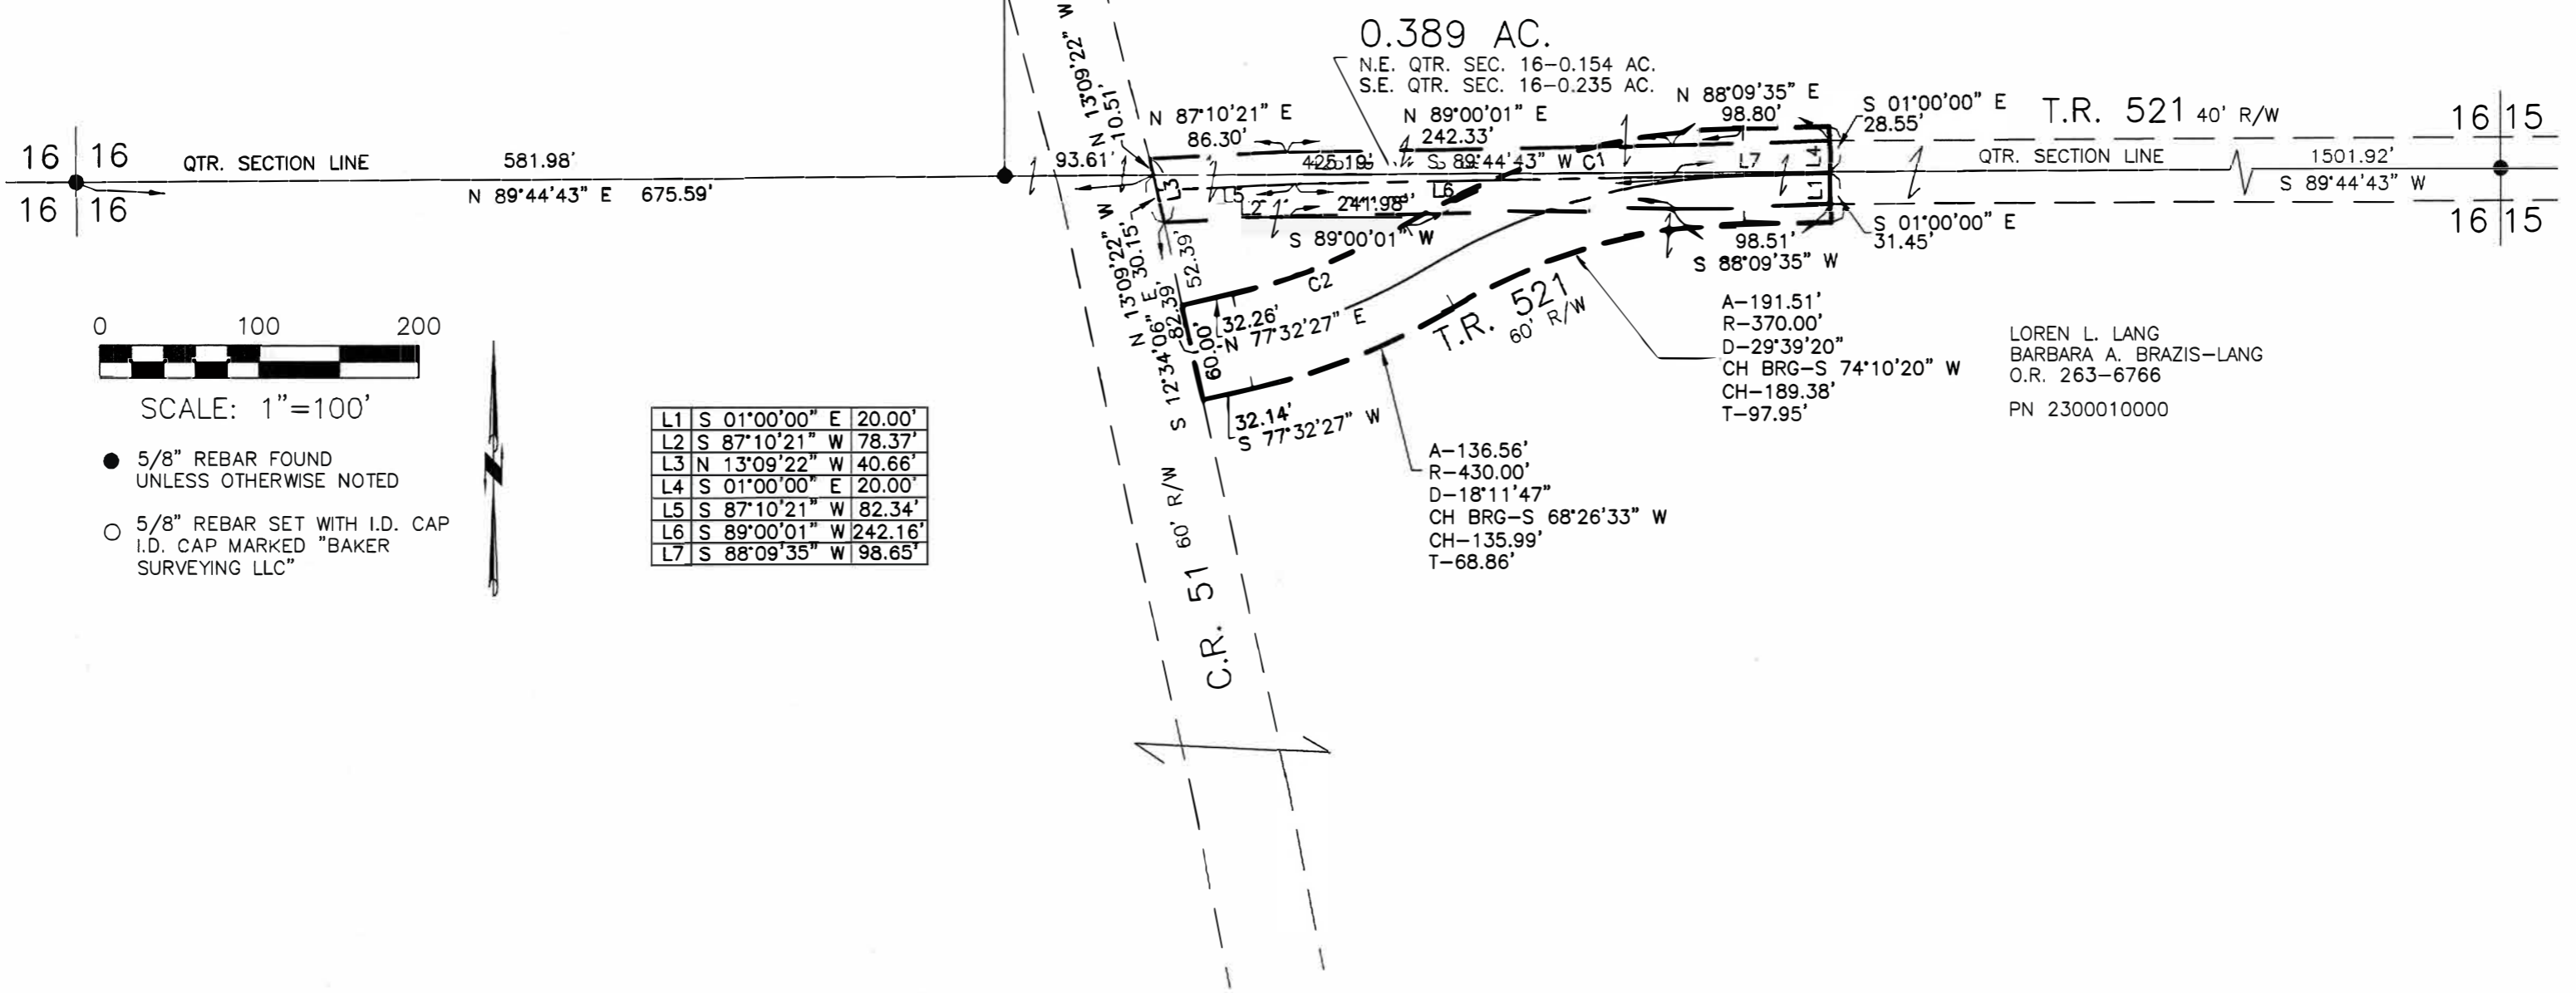 0.389 AC.
N.E. QTR. SEC. 16-0.154 AC.
S.E. QTR. SEC. 16-0.235 AC.
N 13°09'22" W
10.51'
N 87°10'21" E
86.30'
N 89°00'01" E
242.33'
N 88°09'35" E
98.80'
S 01°00'00" E
28.55'
T.R. 521 40' R/W
16 15
16 15
16 16
16 16
QTR. SECTION LINE
581.98'
N 89°44'43" E 675.59'
93.61'
425.19'
S 89°44'43" W
C1
L7
L4
L1
L3
L5
L2
L6
241.98'
S 89°00'01" W
QTR. SECTION LINE
1501.92'
S 89°44'43" W
S 01°00'00" E
31.45'
98.51'
S 88°09'35" W
N 13°09'22" W
30.15'
N 12°34'06" E
82.39'
52.39'
S 12°34'06" E
60.00'
C2
32.26'
N 77°32'27" E
T.R. 521
60' R/W
32.14'
S 77°32'27" W
A-191.51'
R-370.00'
D-29°39'20"
CH BRG-S 74°10'20" W
CH-189.38'
T-97.95'
A-136.56'
R-430.00'
D-18°11'47"
CH BRG-S 68°26'33" W
CH-135.99'
T-68.86'
LOREN L. LANG
BARBARA A. BRAZIS-LANG
O.R. 263-6766
PN 2300010000
0 100 200
SCALE: 1"=100'
5/8" REBAR FOUND
UNLESS OTHERWISE NOTED
5/8" REBAR SET WITH I.D. CAP
I.D. CAP MARKED "BAKER
SURVEYING LLC"
L1 S 01°00'00" E 20.00'
L2 S 87°10'21" W 78.37'
L3 N 13°09'22" W 40.66'
L4 S 01°00'00" E 20.00'
L5 S 87°10'21" W 82.34'
L6 S 89°00'01" W 242.16'
L7 S 88°09'35" W 98.65'
C.R. 51 60' R/W